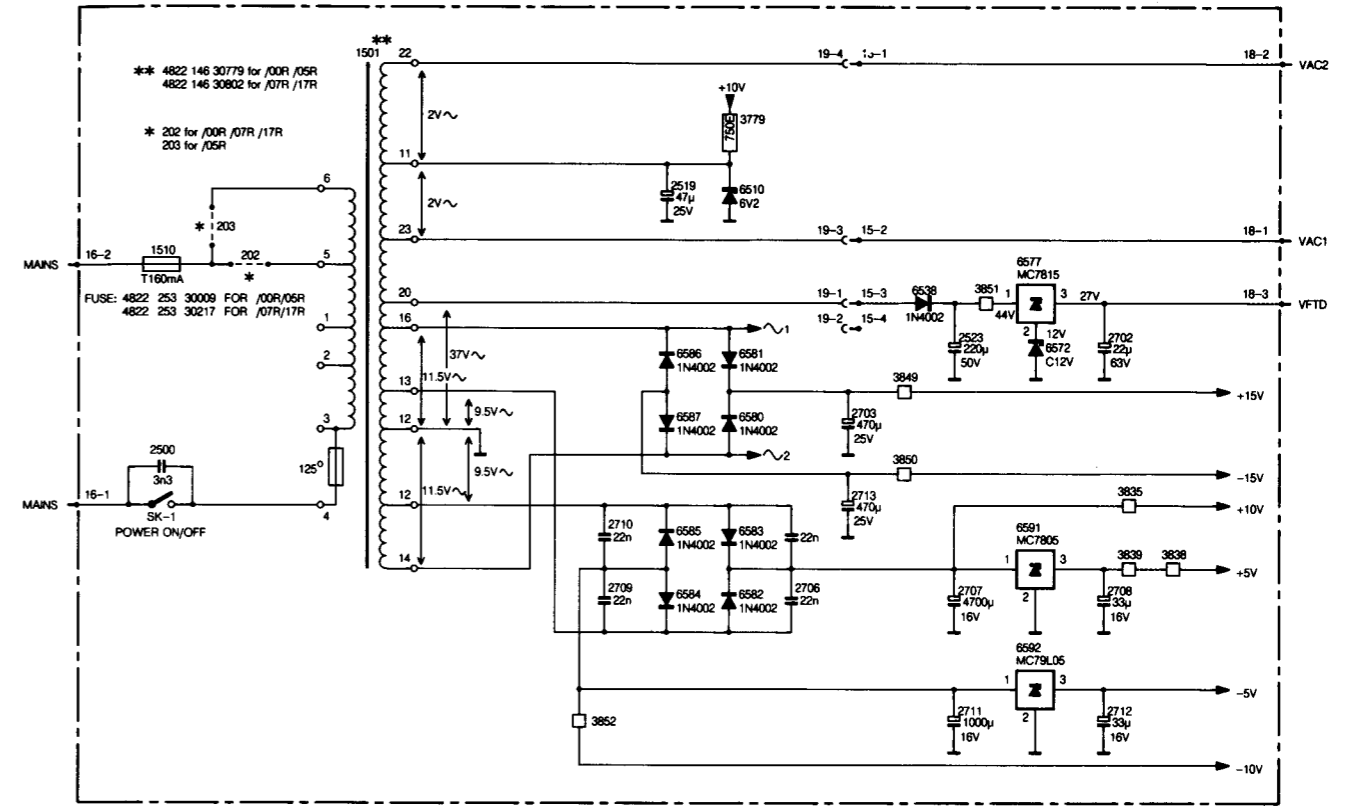 ** 4822 146 30779 for /00R /05R
4822 146 30802 for /07R /17R
* 202 for /00R /07R /17R
203 for /05R
**
1501
22
2V∿
11
2V∿
23
20
16
37V∿
11.5V∿
13
9.5V∿
12
9.5V∿
11.5V∿
12
14
6
* 203
202
*
5
1
2
3
125°
4
MAINS
16-2
1510
T160mA
FUSE: 4822 253 30009 FOR /00R/05R
4822 253 30217 FOR /07R/17R
MAINS
16-1
2500
3n3
SK-1
POWER ON/OFF
+10V
750E
3779
2519
47μ
25V
6510
6V2
19-4
18-2
VAC2
19-3 15-2
18-1
VAC1
19-1 15-3
19-2 15-4
6538
1N4002
3851
44V
2523
220μ
50V
6577
MC7815
1
3
2
27V
12V
6572
C12V
2702
22μ
63V
18-3
VFTD
∿1
6586
1N4002
6581
1N4002
6587
1N4002
6580
1N4002
∿2
3849
+15V
2703
470μ
25V
3850
-15V
2713
470μ
25V
3835
+10V
2710
22n
6585
1N4002
6583
1N4002
22n
2709
22n
6584
1N4002
6582
1N4002
2706
22n
2707
4700μ
16V
6591
MC7805
1
3
2
3839
3838
+5V
2708
33μ
16V
6592
MC79L05
1
3
2
-5V
2711
1000μ
16V
2712
33μ
16V
3852
-10V